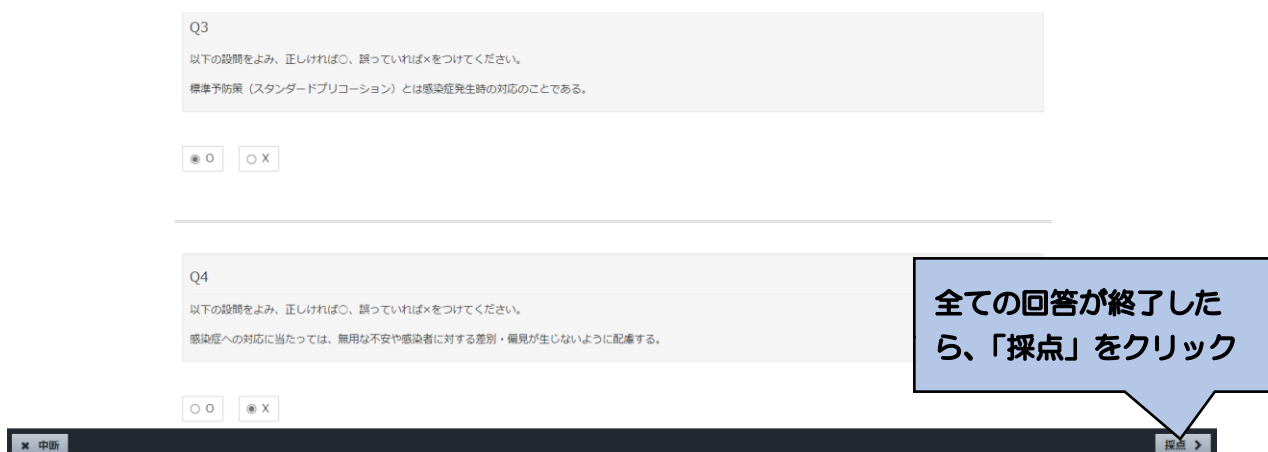 Q3
以下の設問をよみ、正しければ○、誤っていれば×をつけてください。
標準予防策（スタンダードプリコーション）とは感染症発生時の対応のことである。
O X
Q4
以下の設問をよみ、正しければ○、誤っていれば×をつけてください。
感染症への対応に当たっては、無用な不安や感染者に対する差別・偏見が生じないように配慮する。
全ての回答が終了した
ら、「採点」をクリック
O X
✖ 中断 採点 ❯